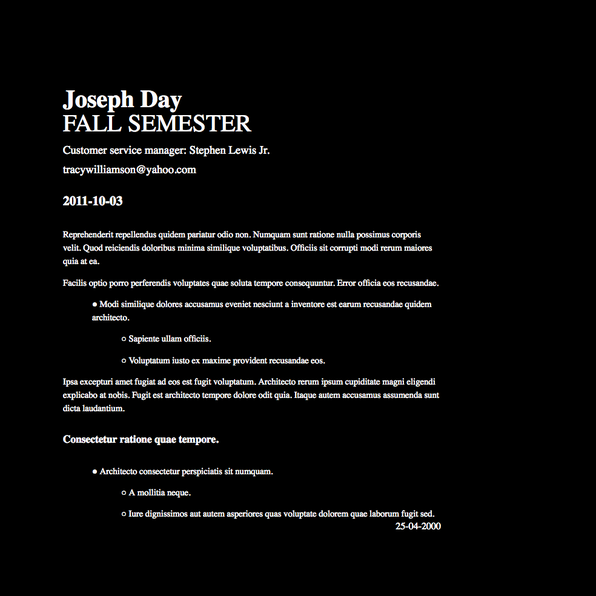 Joseph Day
FALL SEMESTER
Customer service manager: Stephen Lewis Jr.
tracywilliamson@yahoo.com
2011-10-03
Reprehenderit repellendus quidem pariatur odio non. Numquam sunt ratione nulla possimus corporis
velit. Quod reiciendis doloribus minima similique voluptatibus. Officiis sit corrupti modi rerum maiores
quia at ea.
Facilis optio porro perferendis voluptates quae soluta tempore consequuntur. Error officia eos recusandae.
● Modi similique dolores accusamus eveniet nesciunt a inventore est earum recusandae quidem
architecto.
○ Sapiente ullam officiis.
○ Voluptatum iusto ex maxime provident recusandae eos.
Ipsa excepturi amet fugiat ad eos est fugit voluptatum. Architecto rerum ipsum cupiditate magni eligendi
explicabo at nobis. Fugit est architecto tempore dolore odit quia. Itaque autem accusamus assumenda sunt
dicta laudantium.
Consectetur ratione quae tempore.
● Architecto consectetur perspiciatis sit numquam.
○ A mollitia neque.
○ Iure dignissimos aut autem asperiores quas voluptate dolorem quae laborum fugit sed.
25-04-2000